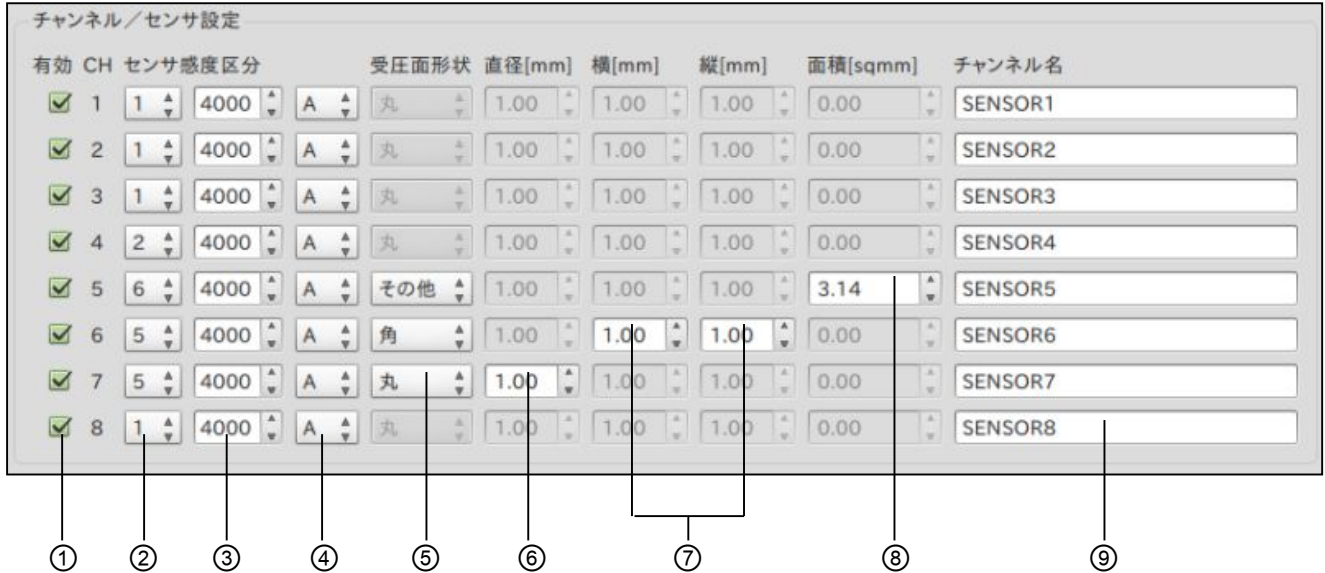 チャンネル／センサ設定
有効 CH センサ感度区分 受圧面形状 直径[mm] 横[mm] 縦[mm] 面積[sqmm] チャンネル名
1 1 4000 A 丸 1.00 1.00 1.00 0.00 SENSOR1
2 1 4000 A 丸 1.00 1.00 1.00 0.00 SENSOR2
3 1 4000 A 丸 1.00 1.00 1.00 0.00 SENSOR3
4 2 4000 A 丸 1.00 1.00 1.00 0.00 SENSOR4
5 6 4000 A その他 1.00 1.00 1.00 3.14 SENSOR5
6 5 4000 A 角 1.00 1.00 1.00 0.00 SENSOR6
7 5 4000 A 丸 1.00 1.00 1.00 0.00 SENSOR7
8 1 4000 A 丸 1.00 1.00 1.00 0.00 SENSOR8
① ② ③ ④ ⑤ ⑥ ⑦ ⑧ ⑨